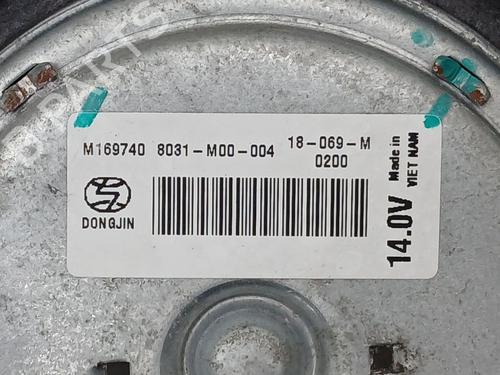 M169740 8031-M00-004 18-069-M
0200
DONGJIN
14.0V
Made in
VIET NAM